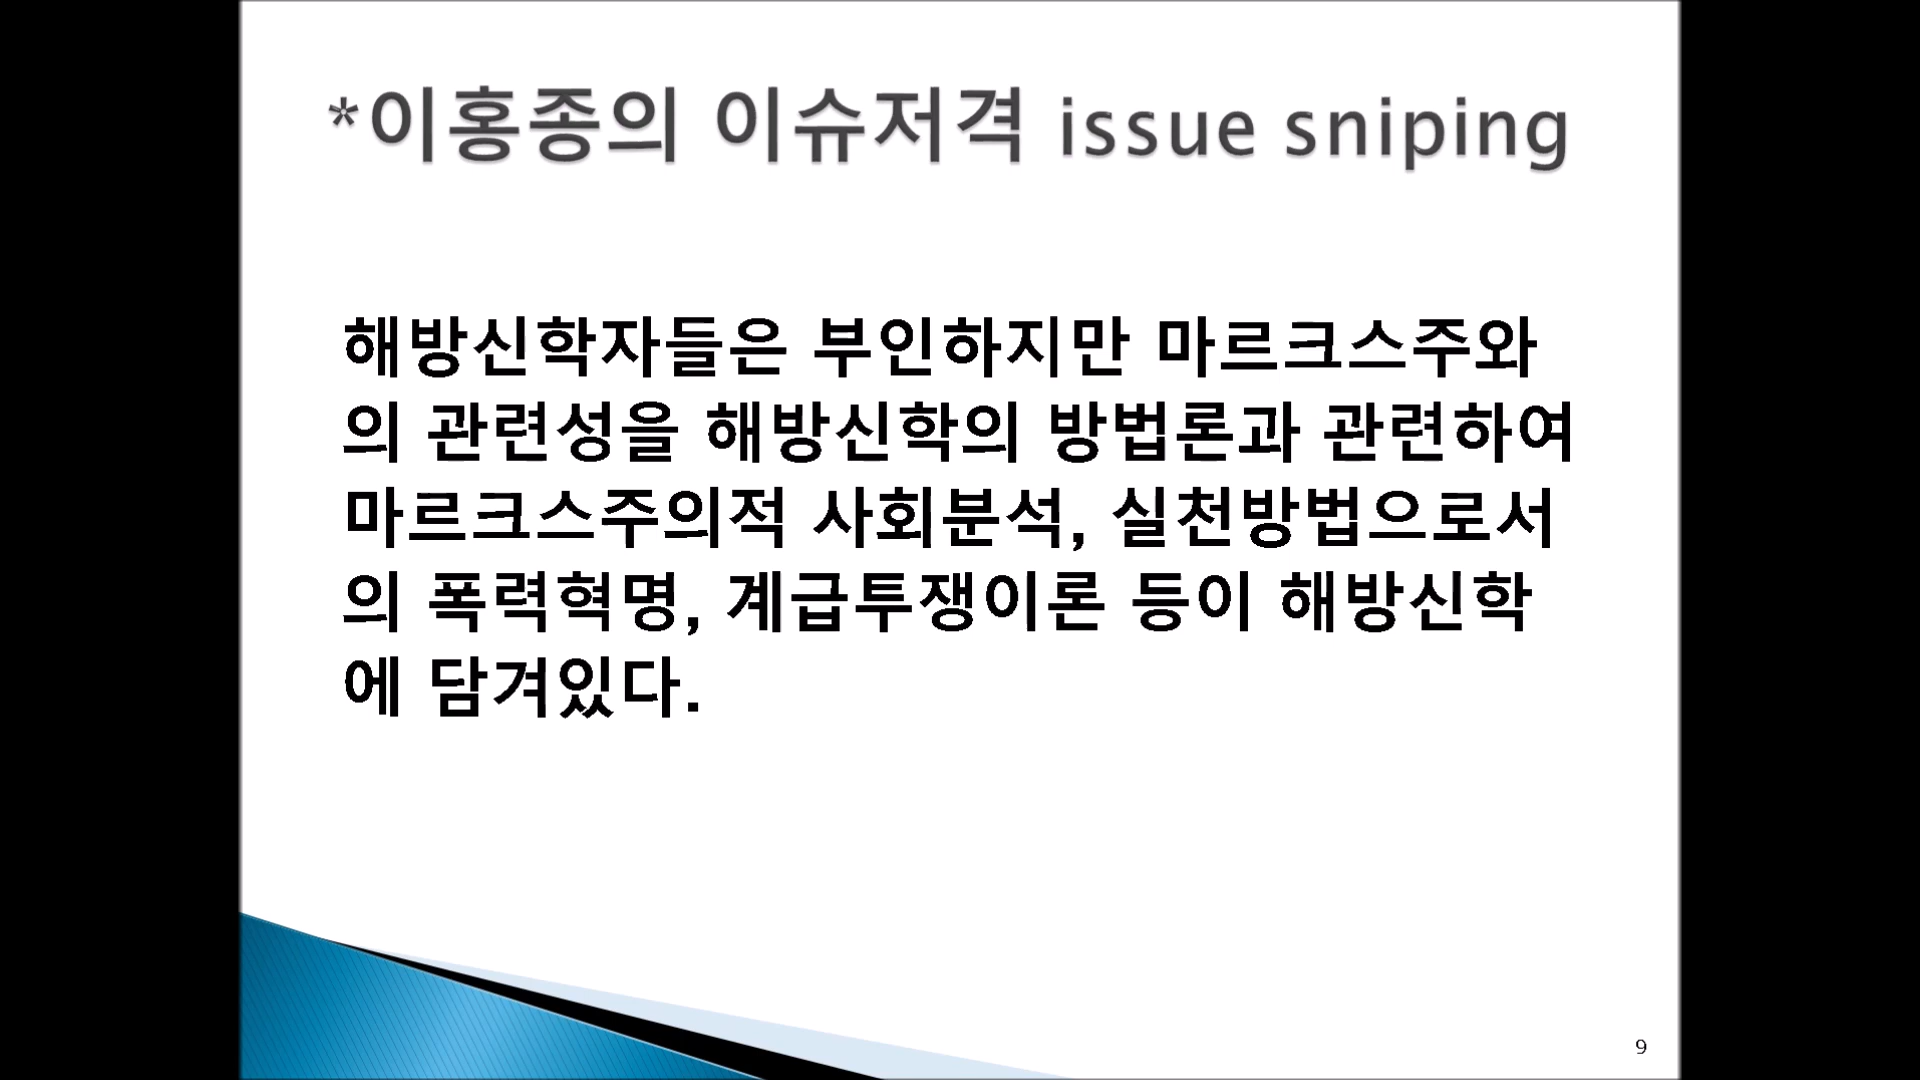 *이홍종의 이슈저격 issue sniping
해방신학자들은 부인하지만 마르크스주와
의 관련성을 해방신학의 방법론과 관련하여
마르크스주의적 사회분석, 실천방법으로서
의 폭력혁명, 계급투쟁이론 등이 해방신학
에 담겨있다.
9